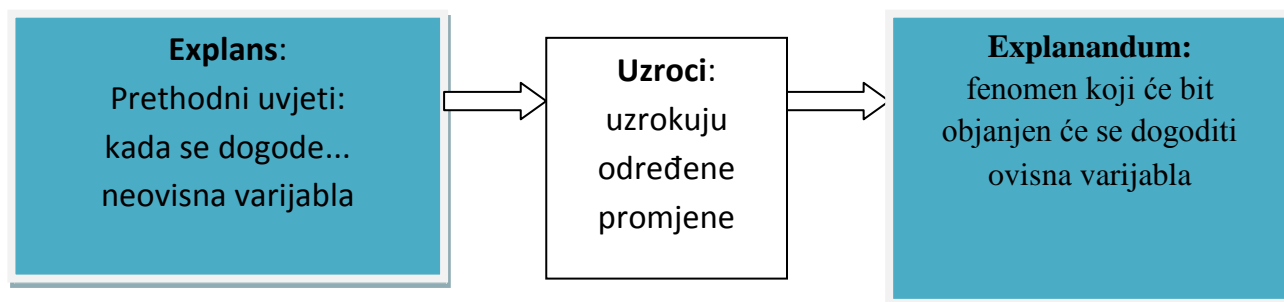 Explans:
Prethodni uvjeti:
kada se dogode...
neovisna varijabla
Uzroci:
uzrokuju
određene
promjene
Explanandum:
fenomen koji će bit
objanjen će se dogoditi
ovisna varijabla